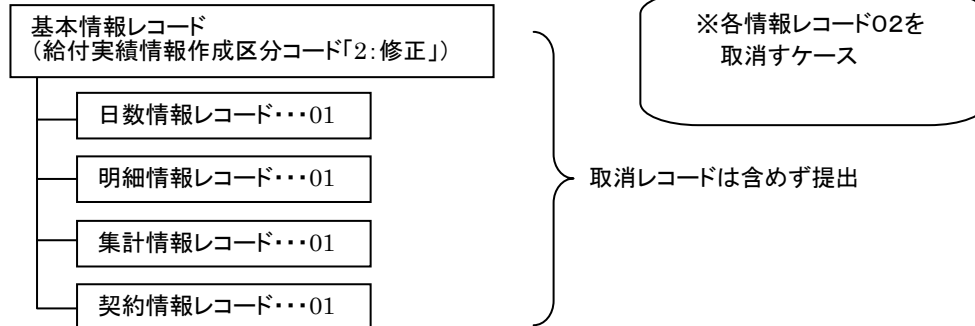 基本情報レコード
（給付実績情報作成区分コード「2：修正」）
※各情報レコード０２を
取消すケース
日数情報レコード・・・01
明細情報レコード・・・01
取消レコードは含めず提出
集計情報レコード・・・01
契約情報レコード・・・01